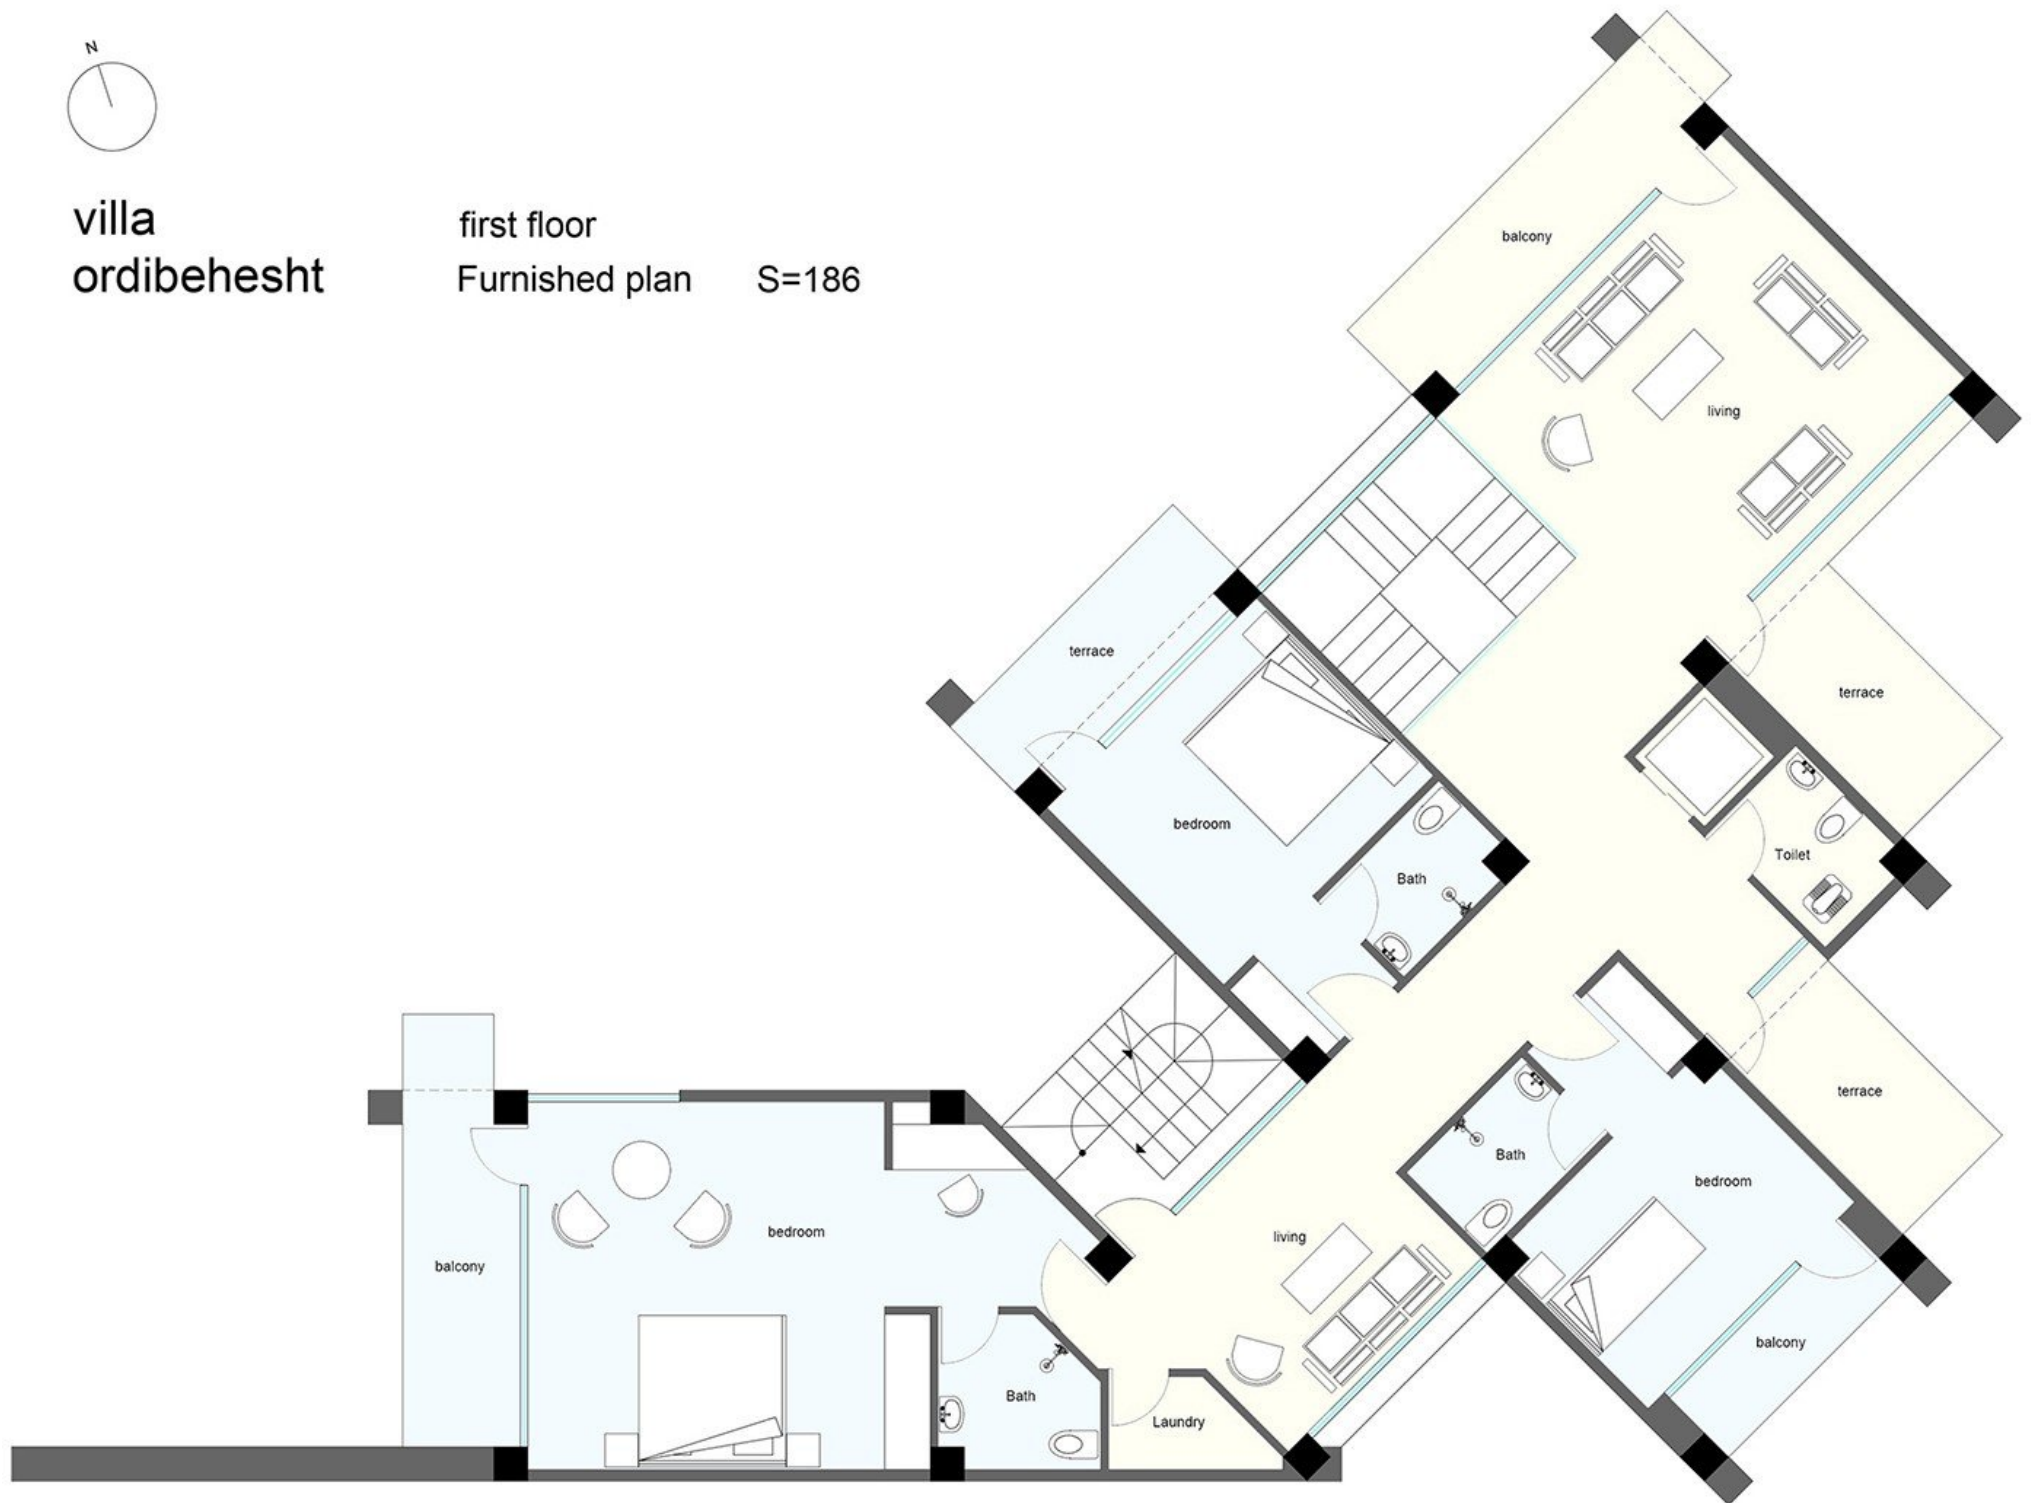 N
villa
ordibehesht
first floor
Furnished plan S=186
balcony
living
terrace
terrace
bedroom
Toilet
Bath
terrace
Bath
bedroom
bedroom
living
balcony
balcony
Bath
Laundry